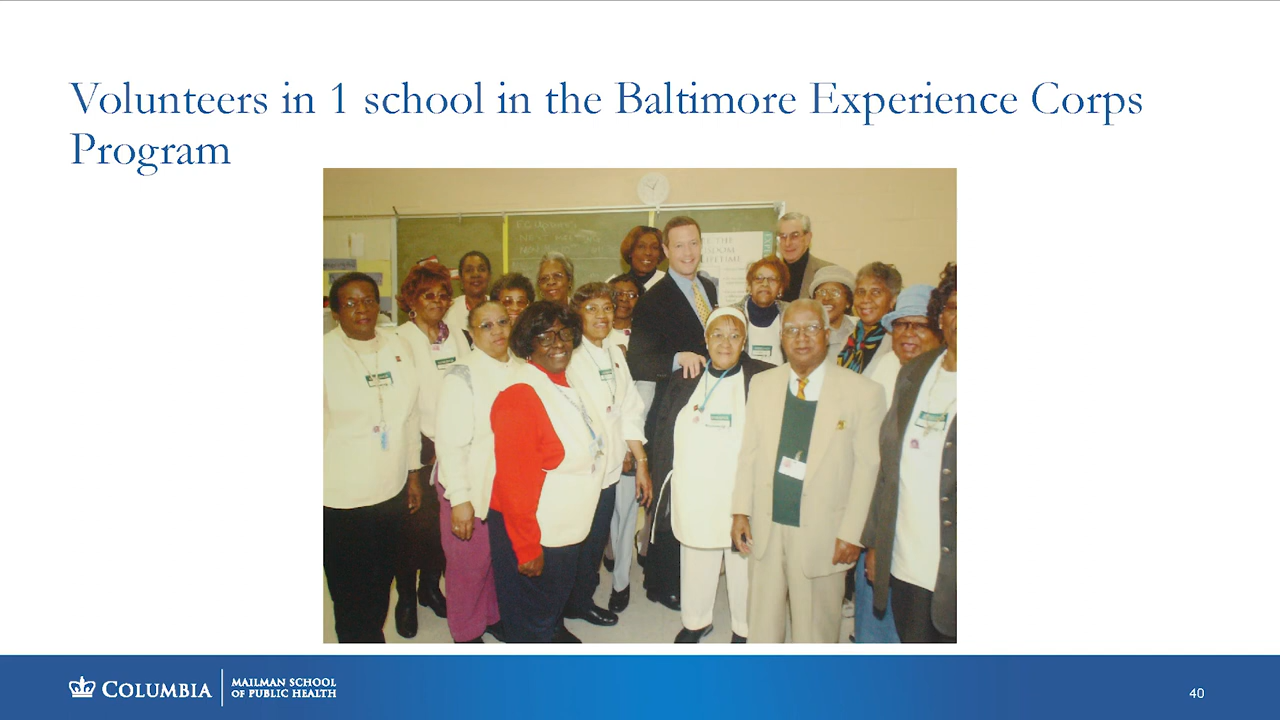 Volunteers in 1 school in the Baltimore Experience Corps
Program
COLUMBIA
MAILMAN SCHOOL
OF PUBLIC HEALTH
40